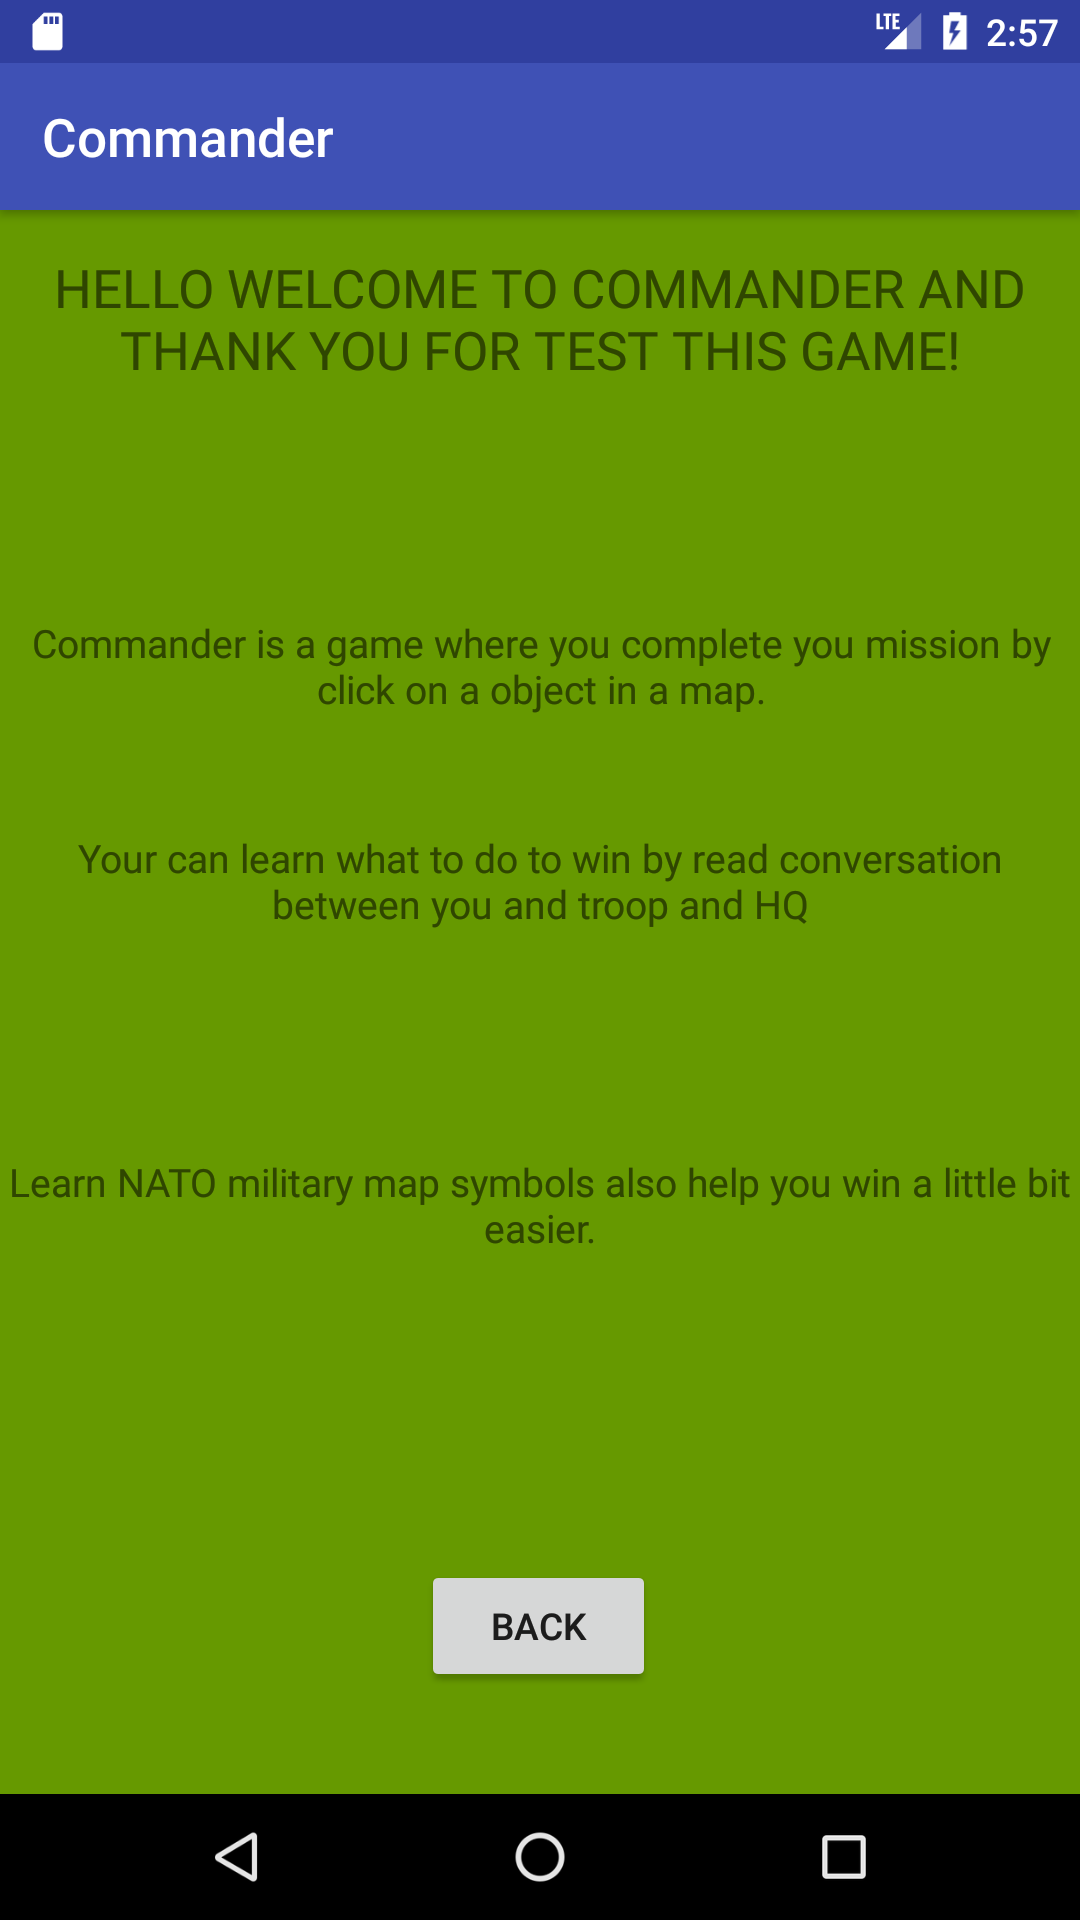 LTE 2:57
Commander
HELLO WELCOME TO COMMANDER AND
THANK YOU FOR TEST THIS GAME!
Commander is a game where you complete you mission by
click on a object in a map.
Your can learn what to do to win by read conversation
between you and troop and HQ
Learn NATO military map symbols also help you win a little bit
easier.
BACK